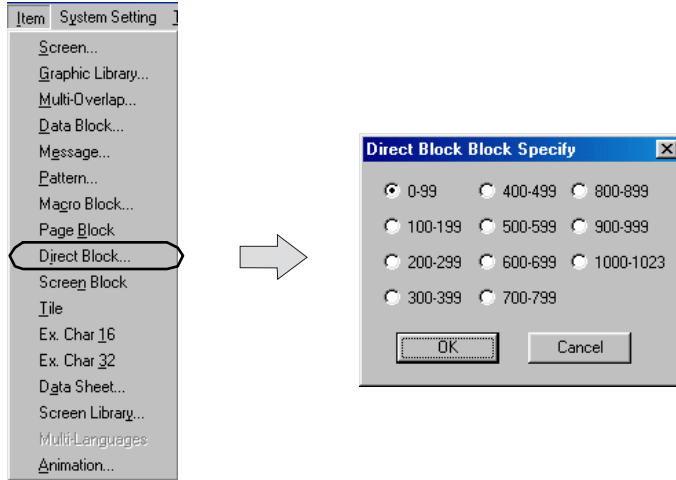 Item System Setting
Screen...
Graphic Library...
Multi-Overlap...
Data Block...
Message...
Pattern...
Macro Block...
Page Block
Direct Block...
Screen Block
Tile
Ex. Char 16
Ex. Char 32
Data Sheet...
Screen Library...
Multi-Languages
Animation...
Direct Block Block Specify
0-99 400-499 800-899
100-199 500-599 900-999
200-299 600-699 1000-1023
300-399 700-799
OK Cancel